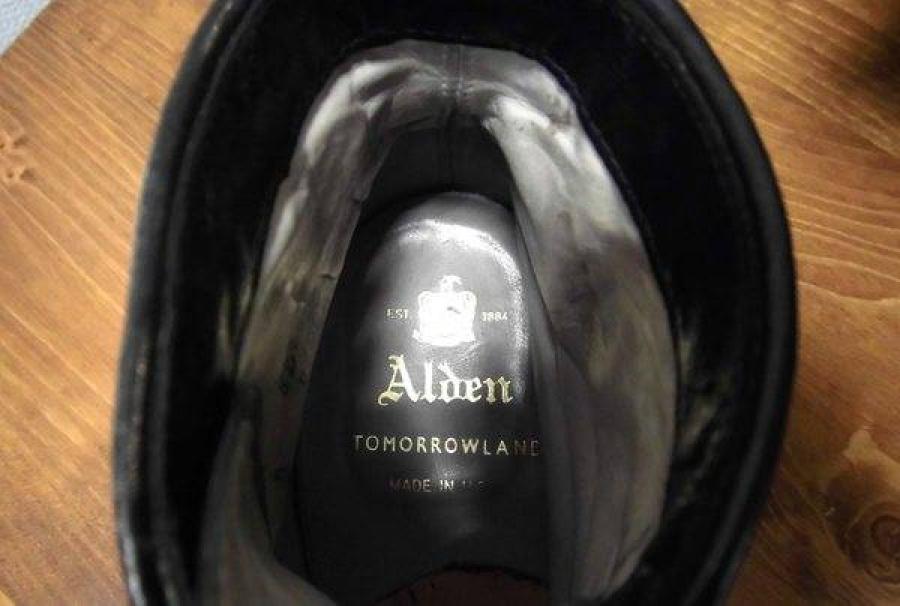 EST. 1884
Alden
TOMORROWLAND
MADE IN U.S